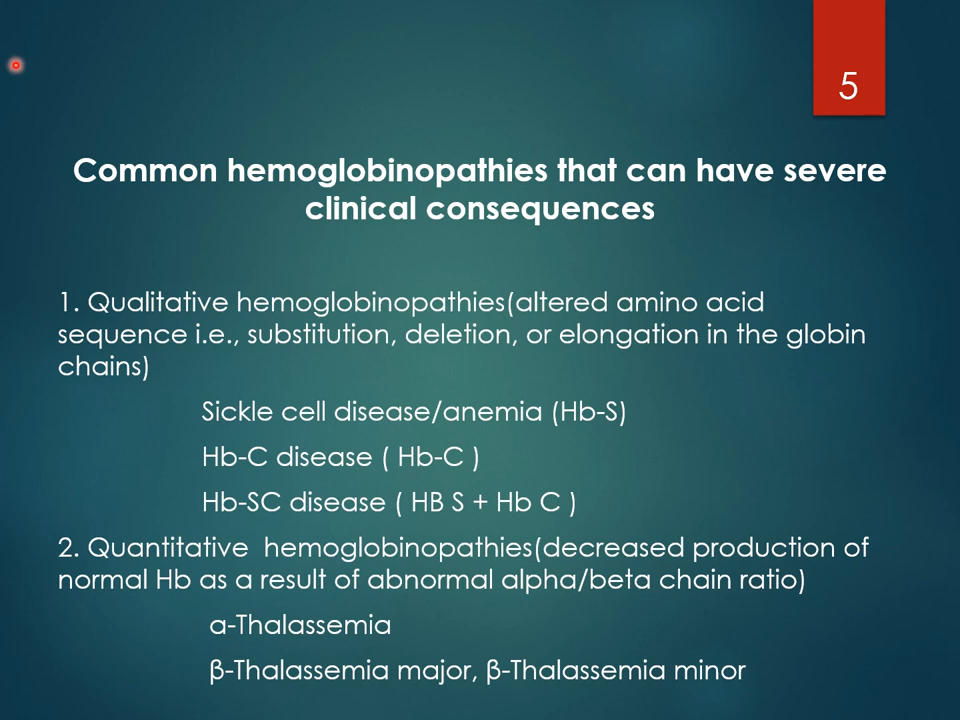 5
Common hemoglobinopathies that can have severe
clinical consequences
1. Qualitative hemoglobinopathies(altered amino acid
sequence i.e., substitution, deletion, or elongation in the globin
chains)
Sickle cell disease/anemia (Hb-S)
Hb-C disease ( Hb-C )
Hb-SC disease ( HB S + Hb C )
2. Quantitative  hemoglobinopathies(decreased production of
normal Hb as a result of abnormal alpha/beta chain ratio)
α-Thalassemia
β-Thalassemia major, β-Thalassemia minor